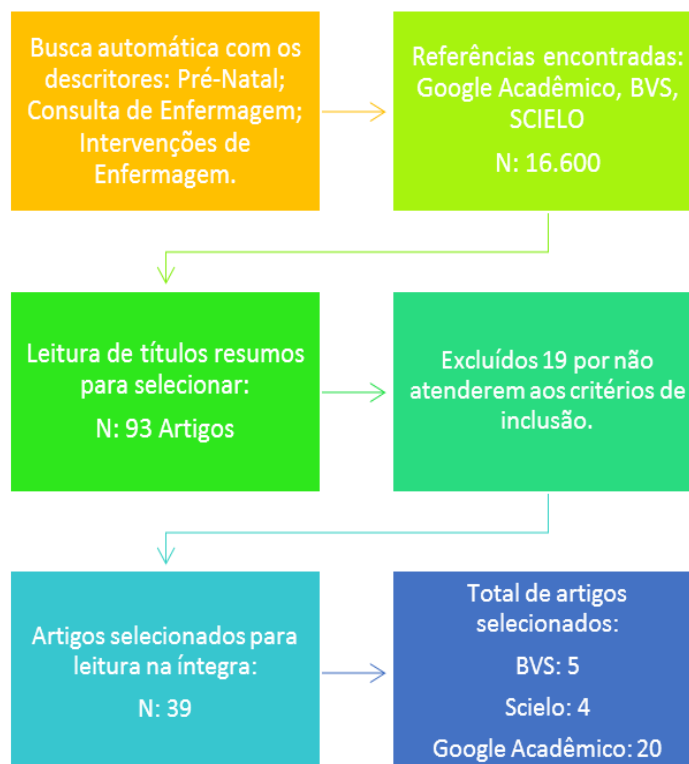 Busca automática com os
descritores: Pré-Natal;
Consulta de Enfermagem;
Intervenções de
Enfermagem.
Referências encontradas:
Google Acadêmico, BVS,
SCIELO
N: 16.600
Leitura de títulos resumos
para selecionar:
N: 93 Artigos
Excluídos 19 por não
atenderem aos critérios de
inclusão.
Artigos selecionados para
leitura na íntegra:
N: 39
Total de artigos
selecionados:
BVS: 5
Scielo: 4
Google Acadêmico: 20